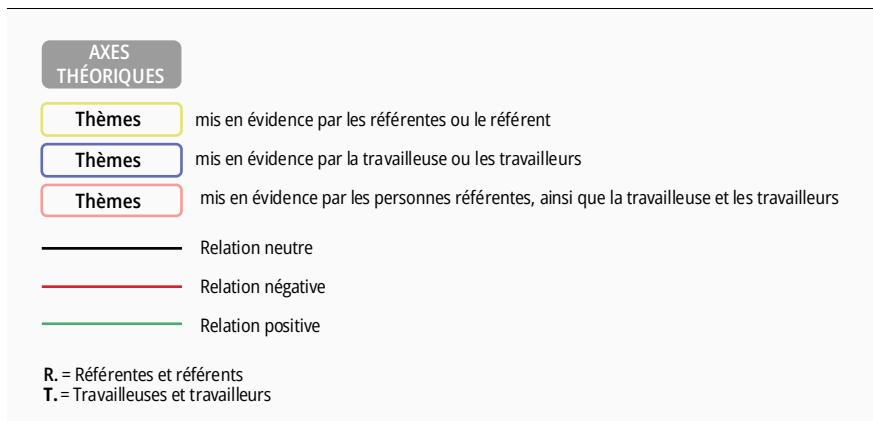 AXES
THÉORIQUES
Thèmes mis en évidence par les référentes ou le référent
Thèmes mis en évidence par la travailleuse ou les travailleurs
Thèmes mis en évidence par les personnes référentes, ainsi que la travailleuse et les travailleurs
Relation neutre
Relation négative
Relation positive
R. = Référentes et référents
T. = Travailleuses et travailleurs